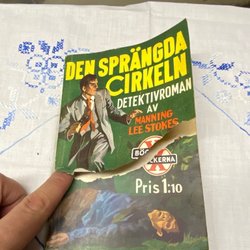 DEN SPRÄNGDA
CIRKELN
DETEKTIVROMAN
AV
MANNING
LEE STOKES
Pris 1:10